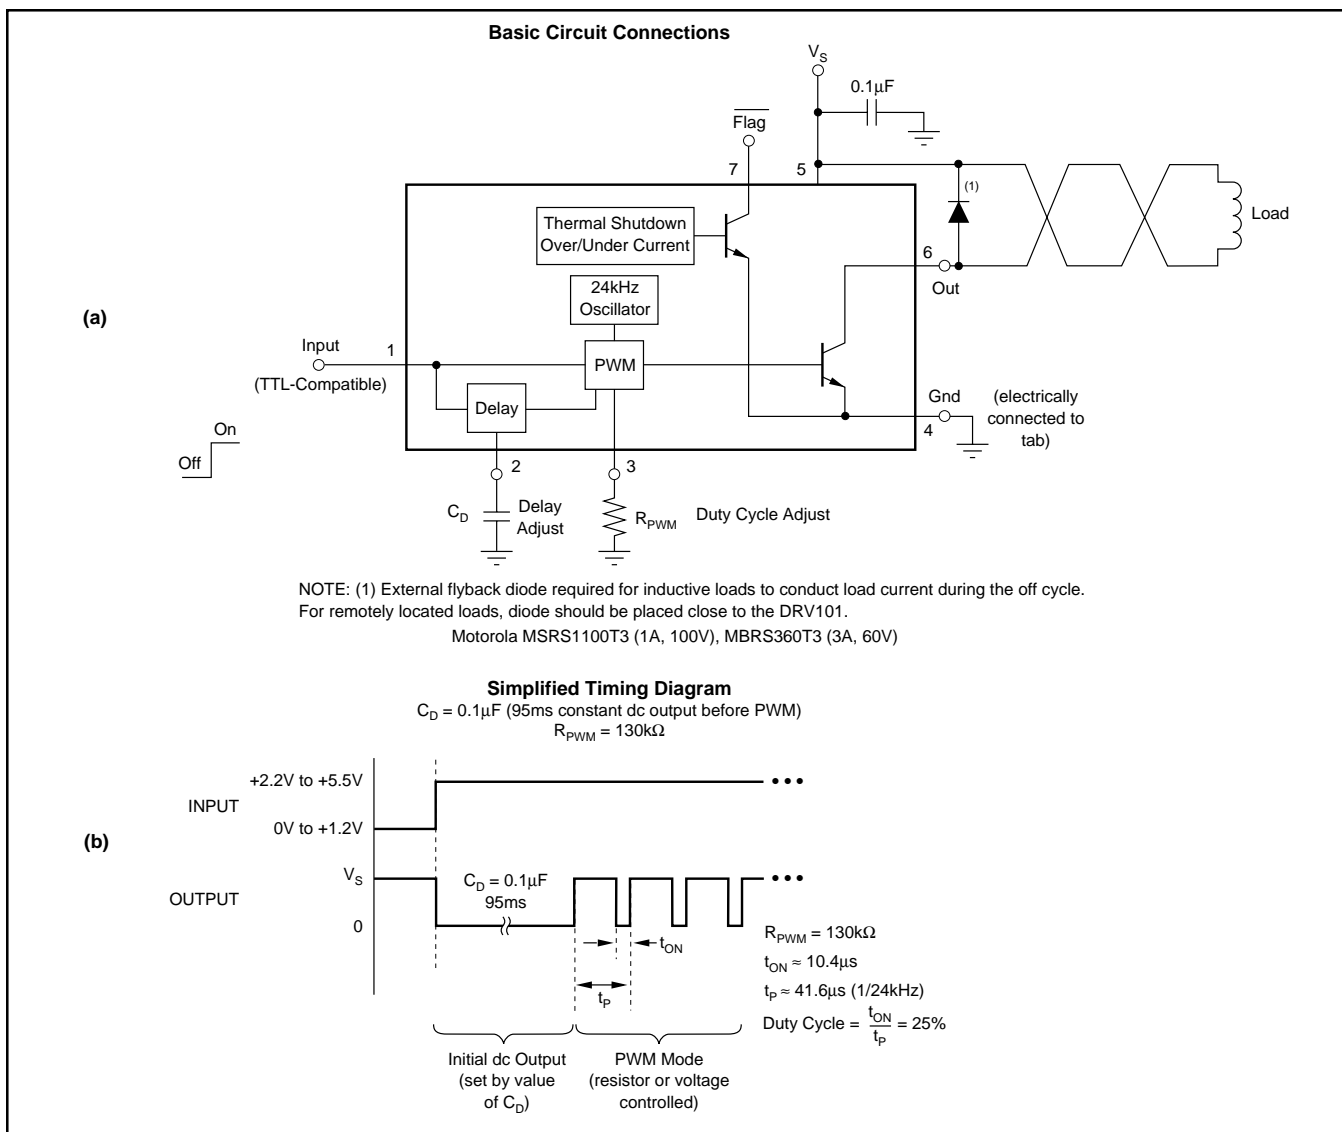 Basic Circuit Connections
V_S
0.1µF
Flag
7
5
(1)
Thermal Shutdown
Over/Under Current
Load
6
Out
24kHz
Oscillator
(a)
Input
1
(TTL-Compatible)
PWM
Delay
Gnd
4
(electrically
connected to
tab)
On
Off
2
3
C_D
Delay
Adjust
R_PWM
Duty Cycle Adjust
NOTE: (1) External flyback diode required for inductive loads to conduct load current during the off cycle.
For remotely located loads, diode should be placed close to the DRV101.
Motorola MSRS1100T3 (1A, 100V), MBRS360T3 (3A, 60V)
Simplified Timing Diagram
C_D = 0.1µF (95ms constant dc output before PWM)
R_PWM = 130kΩ
+2.2V to +5.5V
INPUT
0V to +1.2V
(b)
V_S
OUTPUT
0
C_D = 0.1µF
95ms
t_ON
t_P
R_PWM = 130kΩ
t_ON ≈ 10.4µs
t_P ≈ 41.6µs (1/24kHz)
Duty Cycle = t_ON/t_P = 25%
Initial dc Output
(set by value
of C_D)
PWM Mode
(resistor or voltage
controlled)